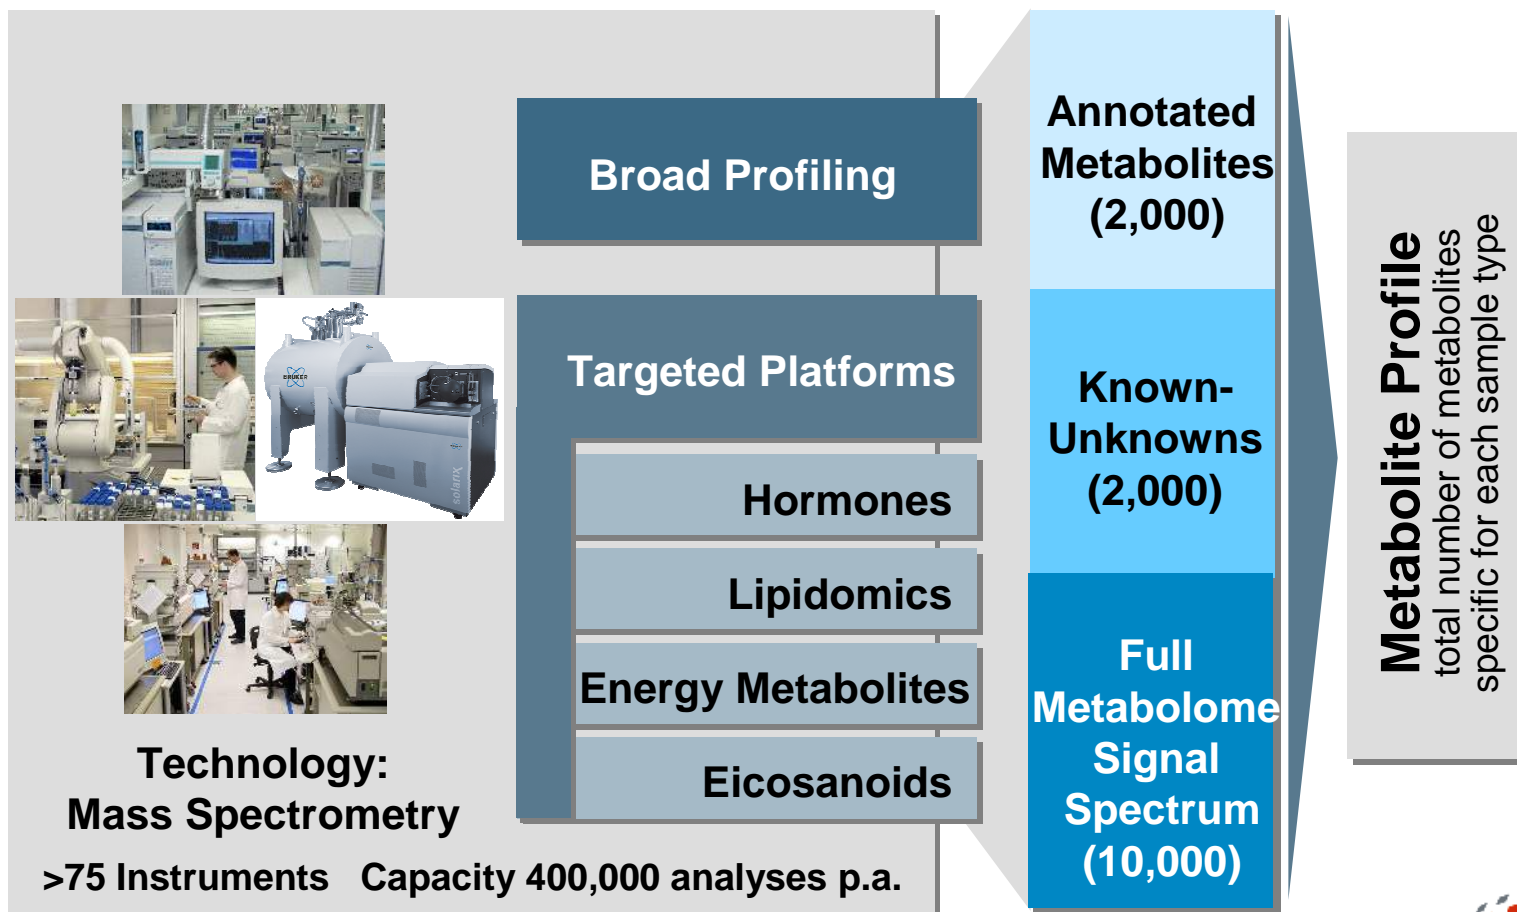 Broad Profiling
Targeted Platforms
Hormones
Lipidomics
Energy Metabolites
Eicosanoids
BRUKER
solarix
Technology:
Mass Spectrometry
>75 Instruments   Capacity 400,000 analyses p.a.
Annotated
Metabolites
(2,000)
Known-
Unknowns
(2,000)
Full
Metabolome
Signal
Spectrum
(10,000)
Metabolite Profile
total number of metabolites
specific for each sample type